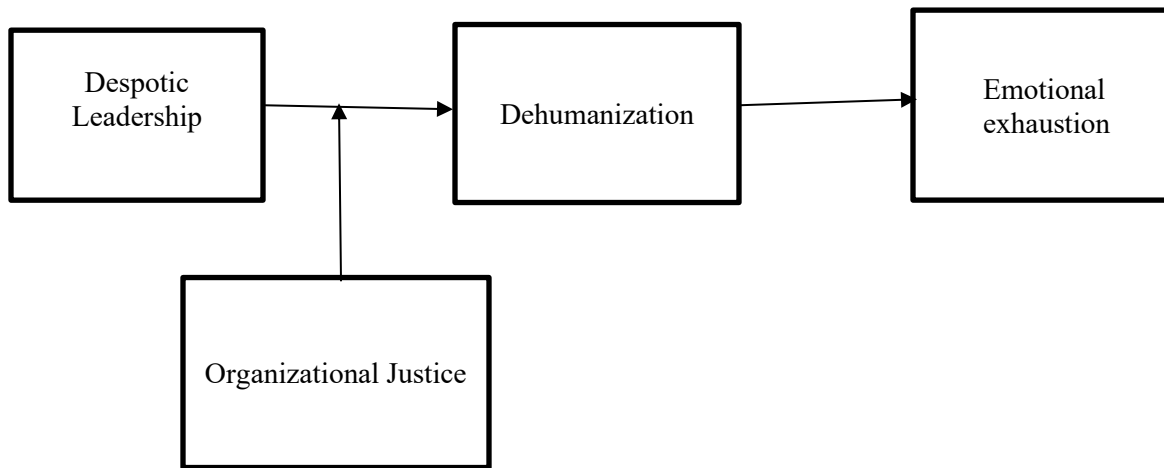 Despotic
Leadership
Dehumanization
Emotional
exhaustion
Organizational Justice